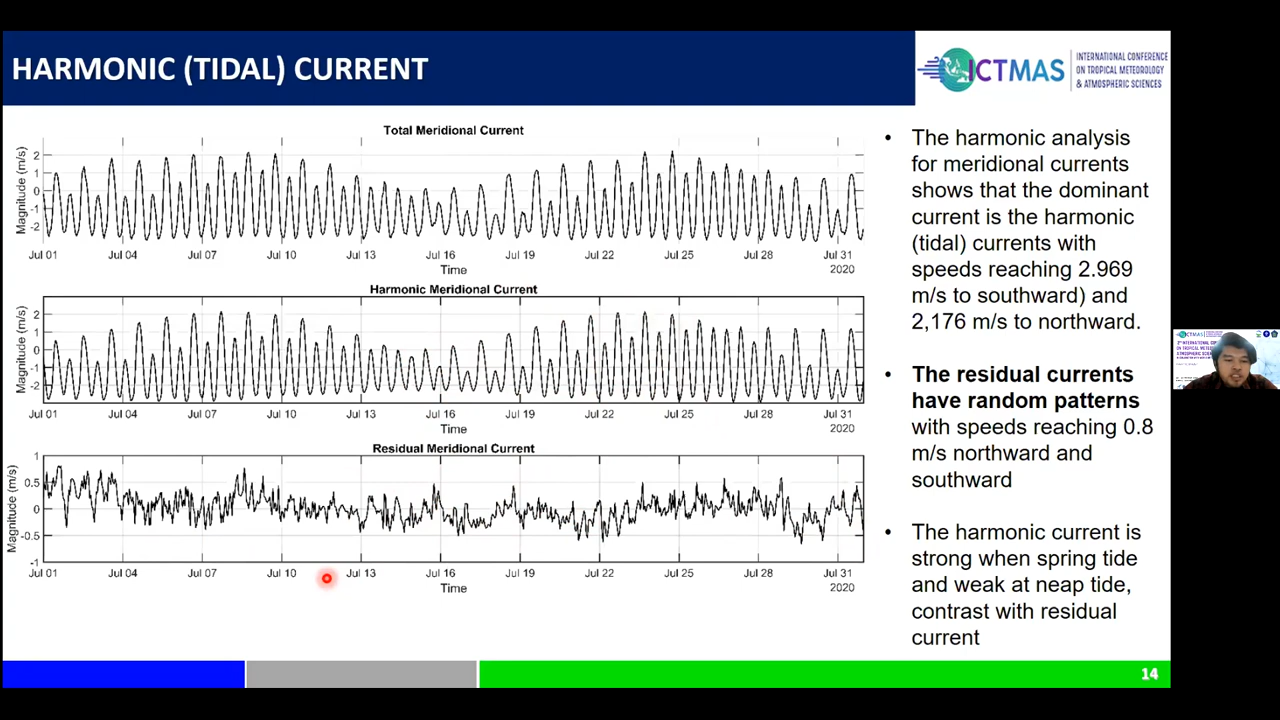 HARMONIC (TIDAL) CURRENT
ICTMAS
INTERNATIONAL CONFERENCE
ON TROPICAL METEOROLOGY
& ATMOSPHERIC SCIENCES
Total Meridional Current
Magnitude (m/s)
2
1
0
-1
-2
Jul 01 Jul 04 Jul 07 Jul 10 Jul 13 Jul 16 Jul 19 Jul 22 Jul 25 Jul 28 Jul 31
Time
2020
Harmonic Meridional Current
Magnitude (m/s)
2
1
0
-1
-2
Jul 01 Jul 04 Jul 07 Jul 10 Jul 13 Jul 16 Jul 19 Jul 22 Jul 25 Jul 28 Jul 31
Time
2020
Residual Meridional Current
Magnitude (m/s)
1
0.5
0
-0.5
-1
Jul 01 Jul 04 Jul 07 Jul 10 Jul 13 Jul 16 Jul 19 Jul 22 Jul 25 Jul 28 Jul 31
Time
2020
• The harmonic analysis
for meridional currents
shows that the dominant
current is the harmonic
(tidal) currents with
speeds reaching 2.969
m/s to southward) and
2,176 m/s to northward.
• The residual currents
have random patterns
with speeds reaching 0.8
m/s northward and
southward
• The harmonic current is
strong when spring tide
and weak at neap tide,
contrast with residual
current
14